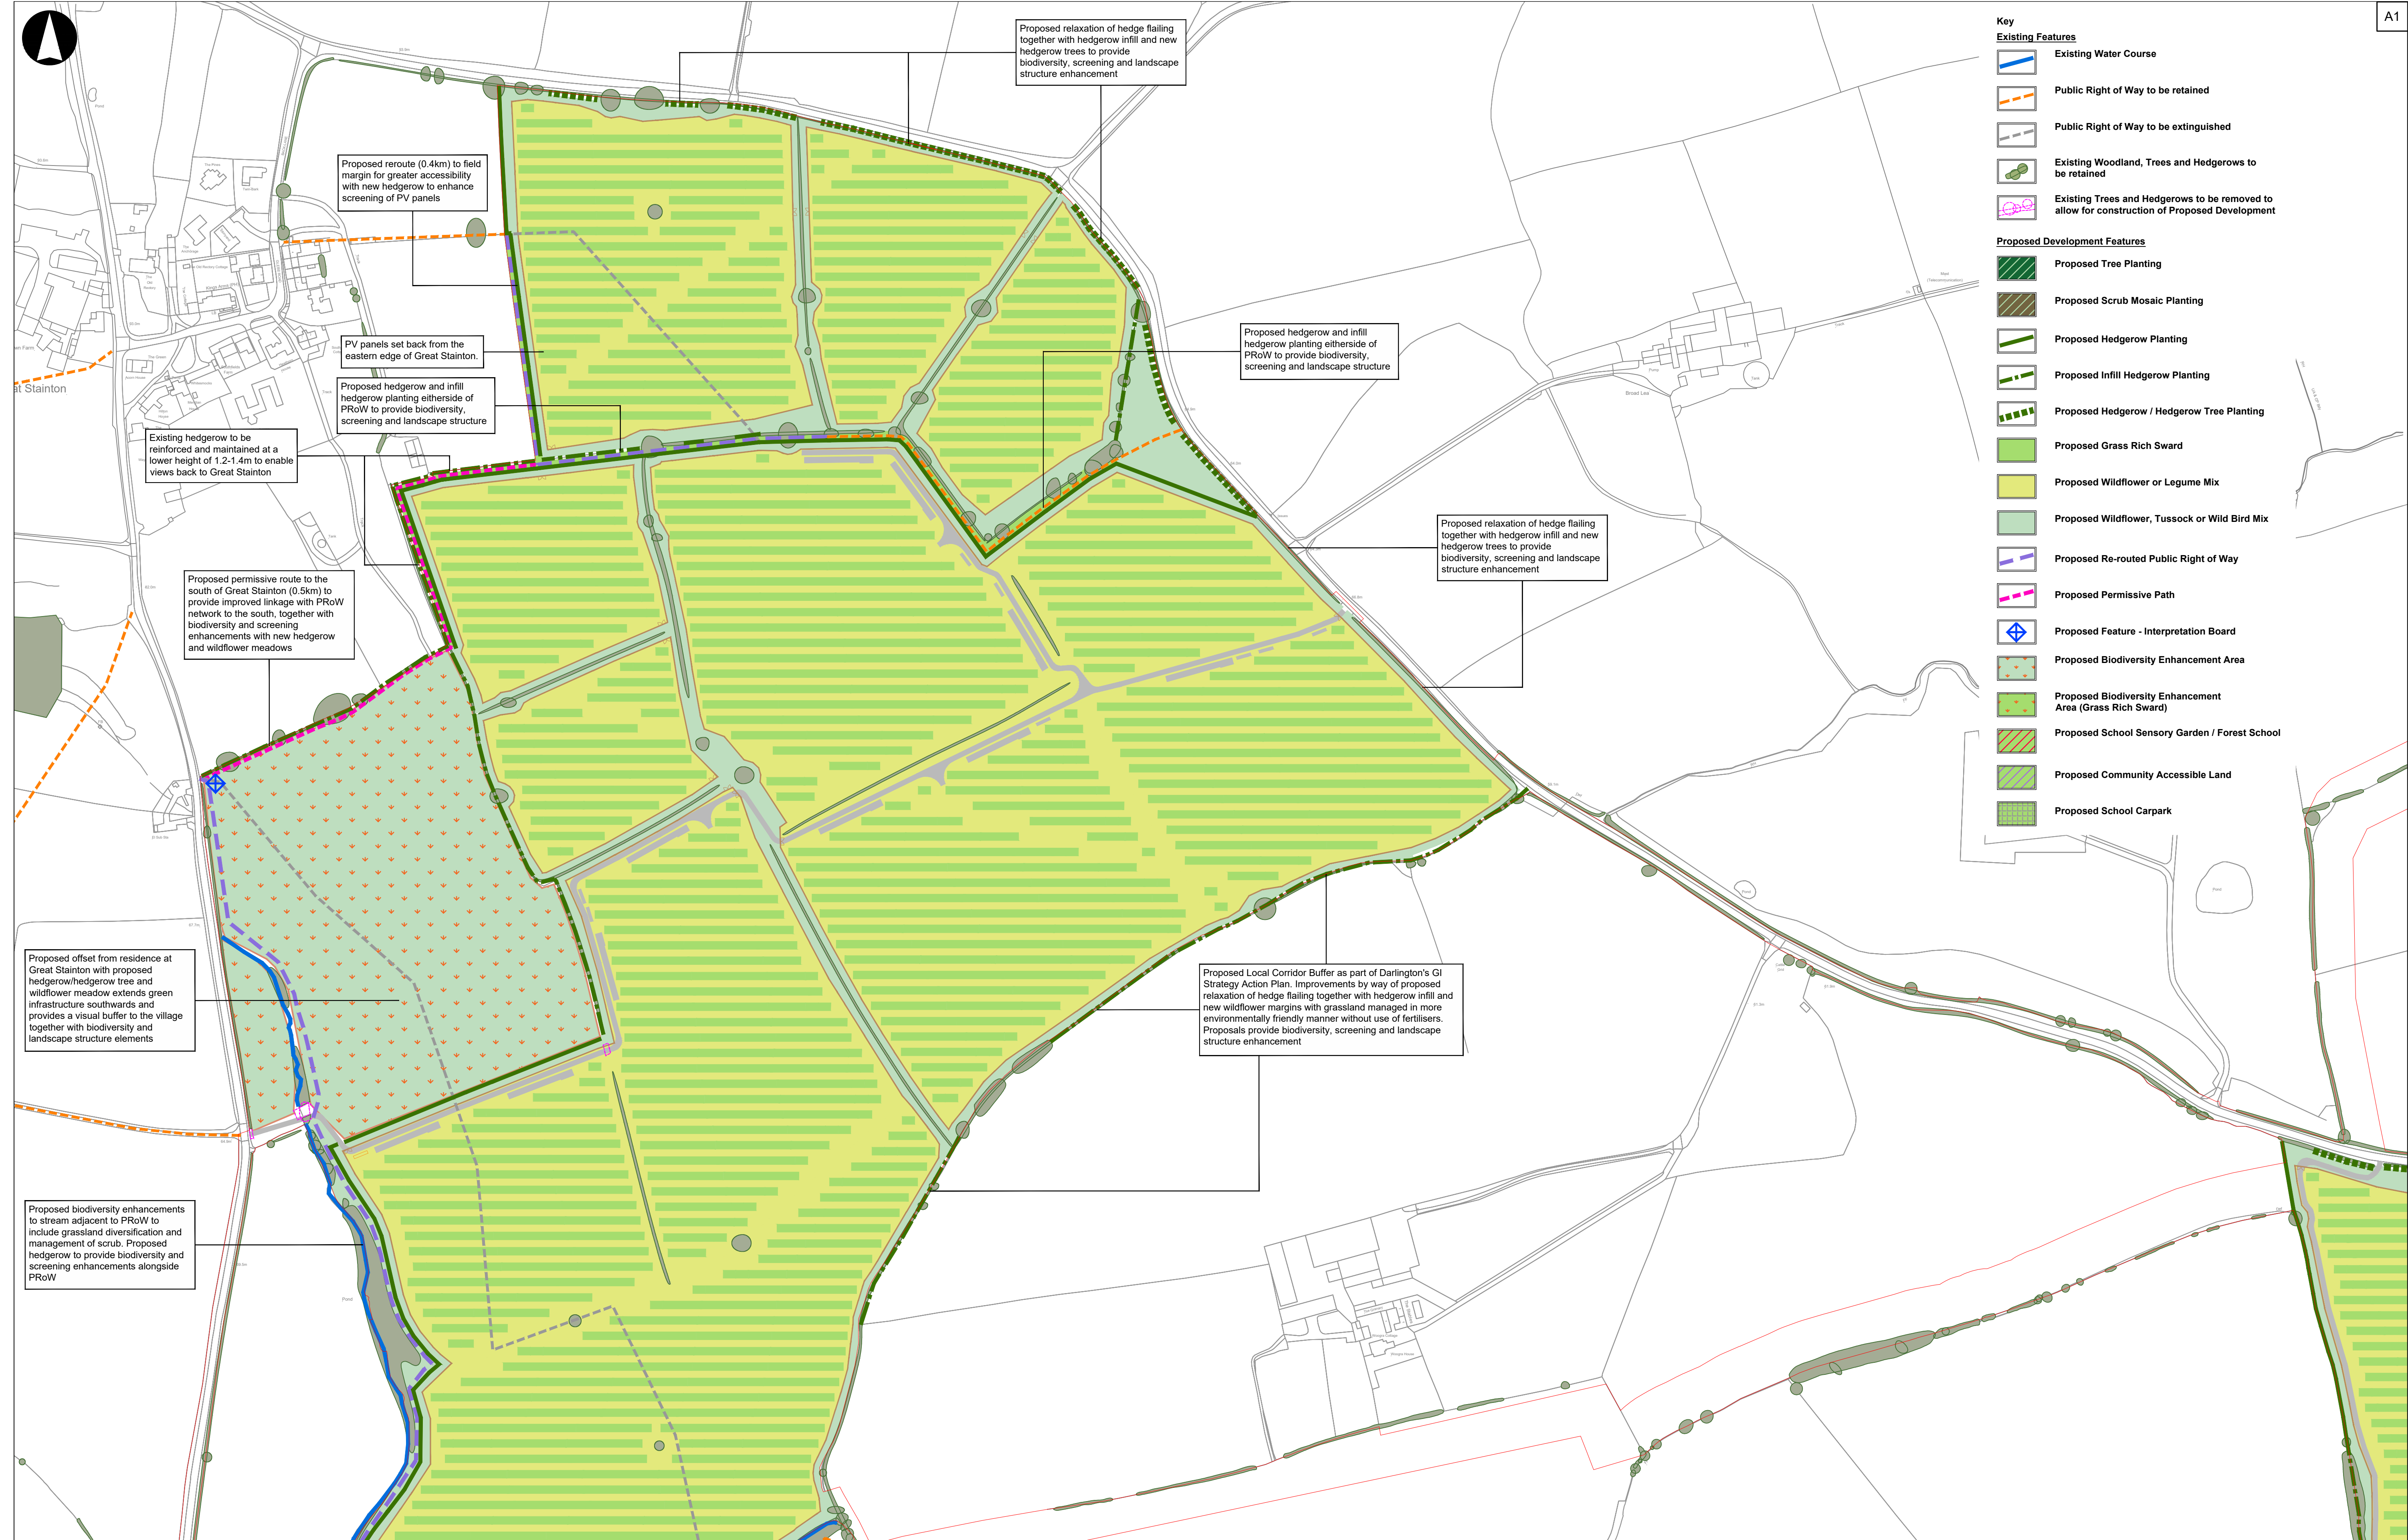 A1
Key
Existing Features
Existing Water Course
Public Right of Way to be retained
Public Right of Way to be extinguished
Existing Woodland, Trees and Hedgerows to
be retained
Existing Trees and Hedgerows to be removed to
allow for construction of Proposed Development
Proposed Development Features
Proposed Tree Planting
Proposed Scrub Mosaic Planting
Proposed Hedgerow Planting
Proposed Infill Hedgerow Planting
Proposed Hedgerow / Hedgerow Tree Planting
Proposed Grass Rich Sward
Proposed Wildflower or Legume Mix
Proposed Wildflower, Tussock or Wild Bird Mix
Proposed Re-routed Public Right of Way
Proposed Permissive Path
Proposed Feature - Interpretation Board
Proposed Biodiversity Enhancement Area
Proposed Biodiversity Enhancement
Area (Grass Rich Sward)
Proposed School Sensory Garden / Forest School
Proposed Community Accessible Land
Proposed School Carpark
Proposed relaxation of hedge flailing
together with hedgerow infill and new
hedgerow trees to provide
biodiversity, screening and landscape
structure enhancement
Proposed reroute (0.4km) to field
margin for greater accessibility
with new hedgerow to enhance
screening of PV panels
PV panels set back from the
eastern edge of Great Stainton.
Proposed hedgerow and infill
hedgerow planting eitherside of
PRoW to provide biodiversity,
screening and landscape structure
Proposed hedgerow and infill
hedgerow planting eitherside of
PRoW to provide biodiversity,
screening and landscape structure
at Stainton
Existing hedgerow to be
reinforced and maintained at a
lower height of 1.2-1.4m to enable
views back to Great Stainton
Proposed relaxation of hedge flailing
together with hedgerow infill and new
hedgerow trees to provide
biodiversity, screening and landscape
structure enhancement
Proposed permissive route to the
south of Great Stainton (0.5km) to
provide improved linkage with PRoW
network to the south, together with
biodiversity and screening
enhancements with new hedgerow
and wildflower meadows
Proposed offset from residence at
Great Stainton with proposed
hedgerow/hedgerow tree and
wildflower meadow extends green
infrastructure southwards and
provides a visual buffer to the village
together with biodiversity and
landscape structure elements
Proposed Local Corridor Buffer as part of Darlington's GI
Strategy Action Plan. Improvements by way of proposed
relaxation of hedge flailing together with hedgerow infill and
new wildflower margins with grassland managed in more
environmentally friendly manner without use of fertilisers.
Proposals provide biodiversity, screening and landscape
structure enhancement
Proposed biodiversity enhancements
to stream adjacent to PRoW to
include grassland diversification and
management of scrub. Proposed
hedgerow to provide biodiversity and
screening enhancements alongside
PRoW
Broad Lea
Mast
(Telecommunication)
Pond
Pond
Pond
Pond
Tank
Track